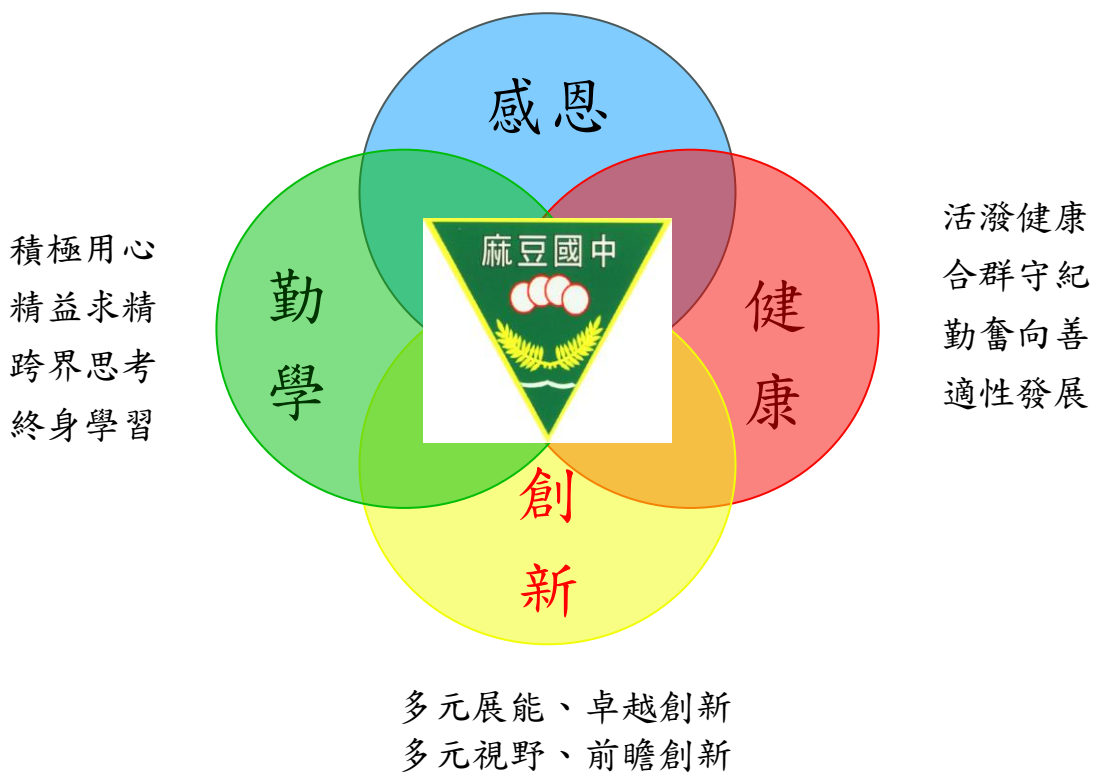 感恩
積極用心
精益求精
跨界思考
終身學習
勤
學
麻豆國中
健
康
活潑健康
合群守紀
勤奮向善
適性發展
創
新
多元展能、卓越創新
多元視野、前瞻創新